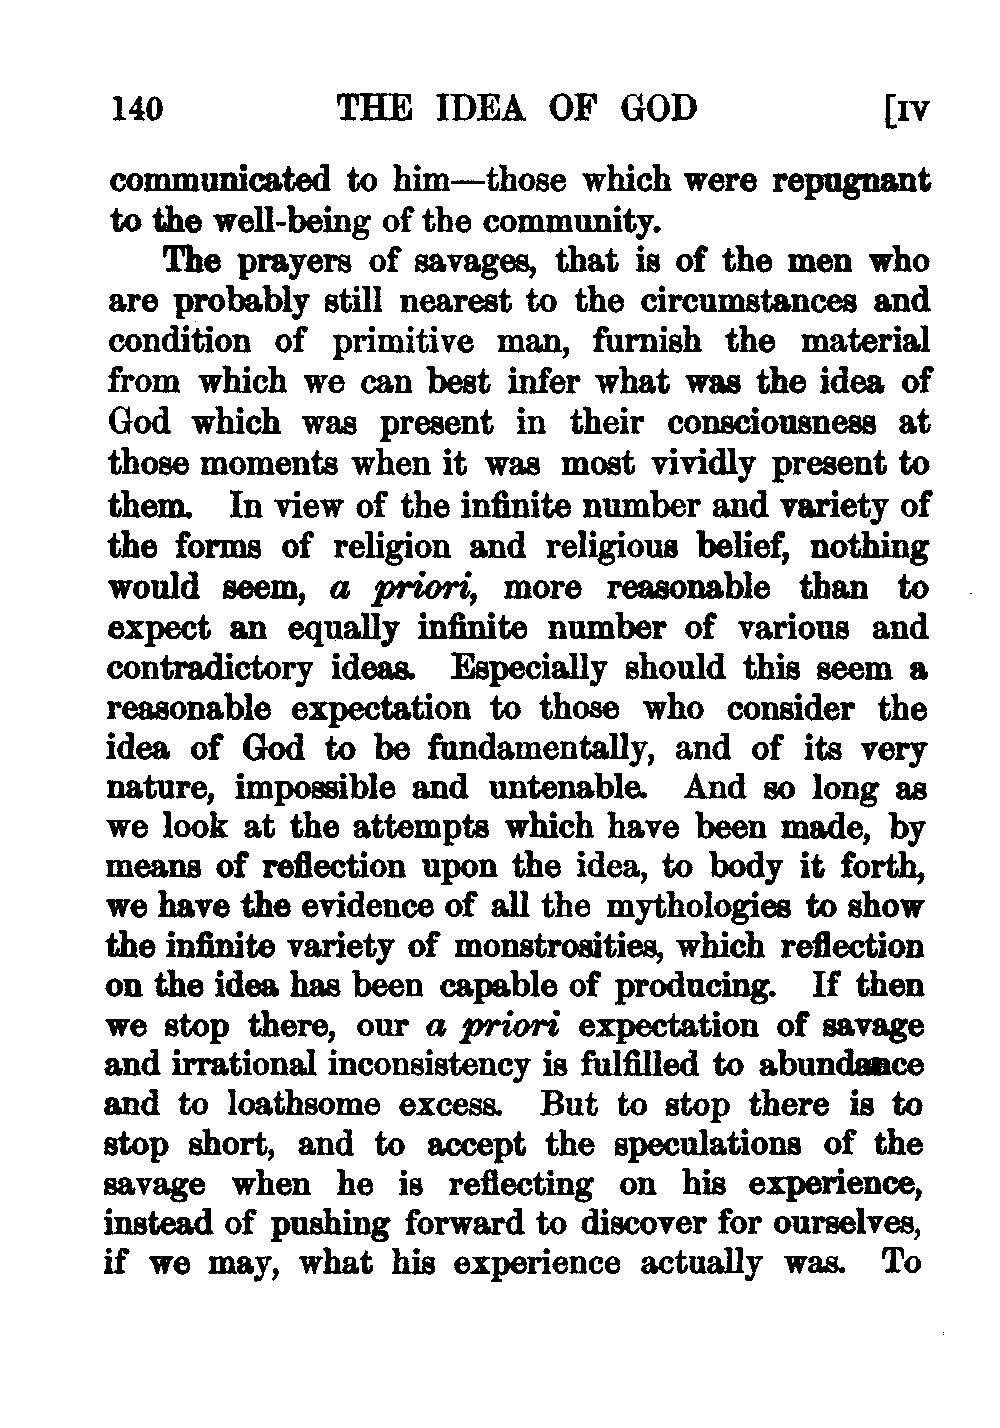 140 THE IDEA OF GOD [IV
communicated to him—those which were repugnant
to the well-being of the community.
The prayers of savages, that is of the men who
are probably still nearest to the circumstances and
condition of primitive man, furnish the material
from which we can best infer what was the idea of
God which was present in their consciousness at
those moments when it was most vividly present to
them. In view of the infinite number and variety of
the forms of religion and religious belief, nothing
would seem, a priori, more reasonable than to
expect an equally infinite number of various and
contradictory ideas. Especially should this seem a
reasonable expectation to those who consider the
idea of God to be fundamentally, and of its very
nature, impossible and untenable. And so long as
we look at the attempts which have been made, by
means of reflection upon the idea, to body it forth,
we have the evidence of all the mythologies to show
the infinite variety of monstrosities, which reflection
on the idea has been capable of producing. If then
we stop there, our a priori expectation of savage
and irrational inconsistency is fulfilled to abundance
and to loathsome excess. But to stop there is to
stop short, and to accept the speculations of the
savage when he is reflecting on his experience,
instead of pushing forward to discover for ourselves,
if we may, what his experience actually was. To